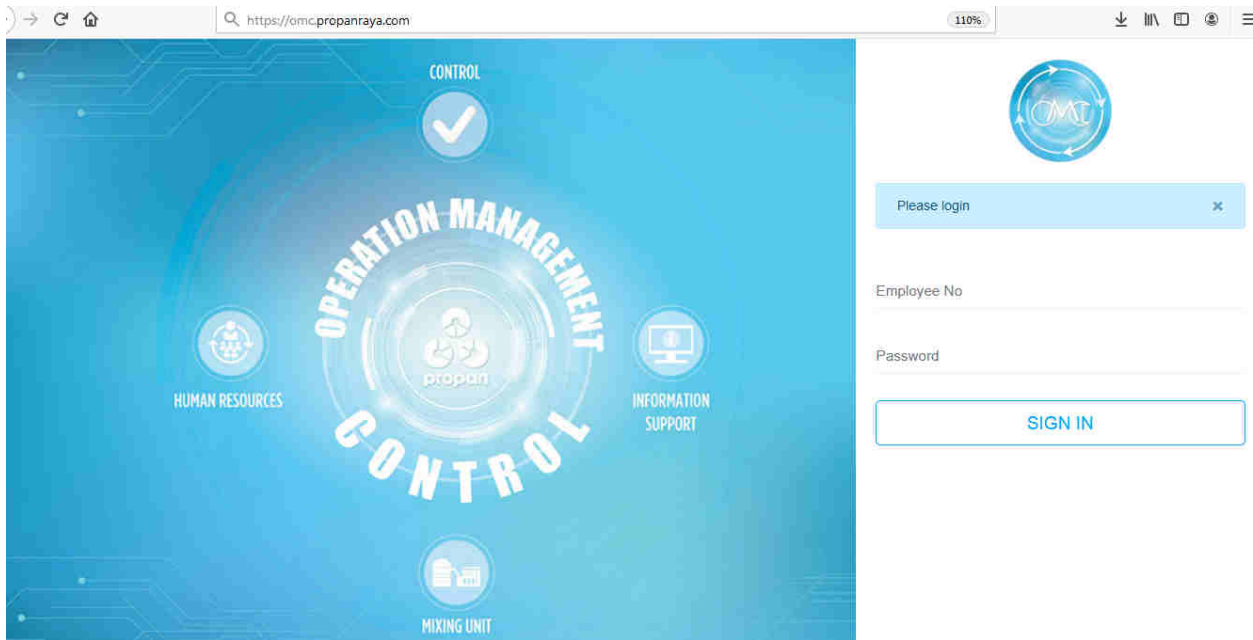 https://omc.propanraya.com
110%
CONTROL
OPERATION MANAGEMENT
CONTROL
propan
HUMAN RESOURCES
INFORMATION
SUPPORT
MIXING UNIT
OMC
Please login
Employee No
Password
SIGN IN